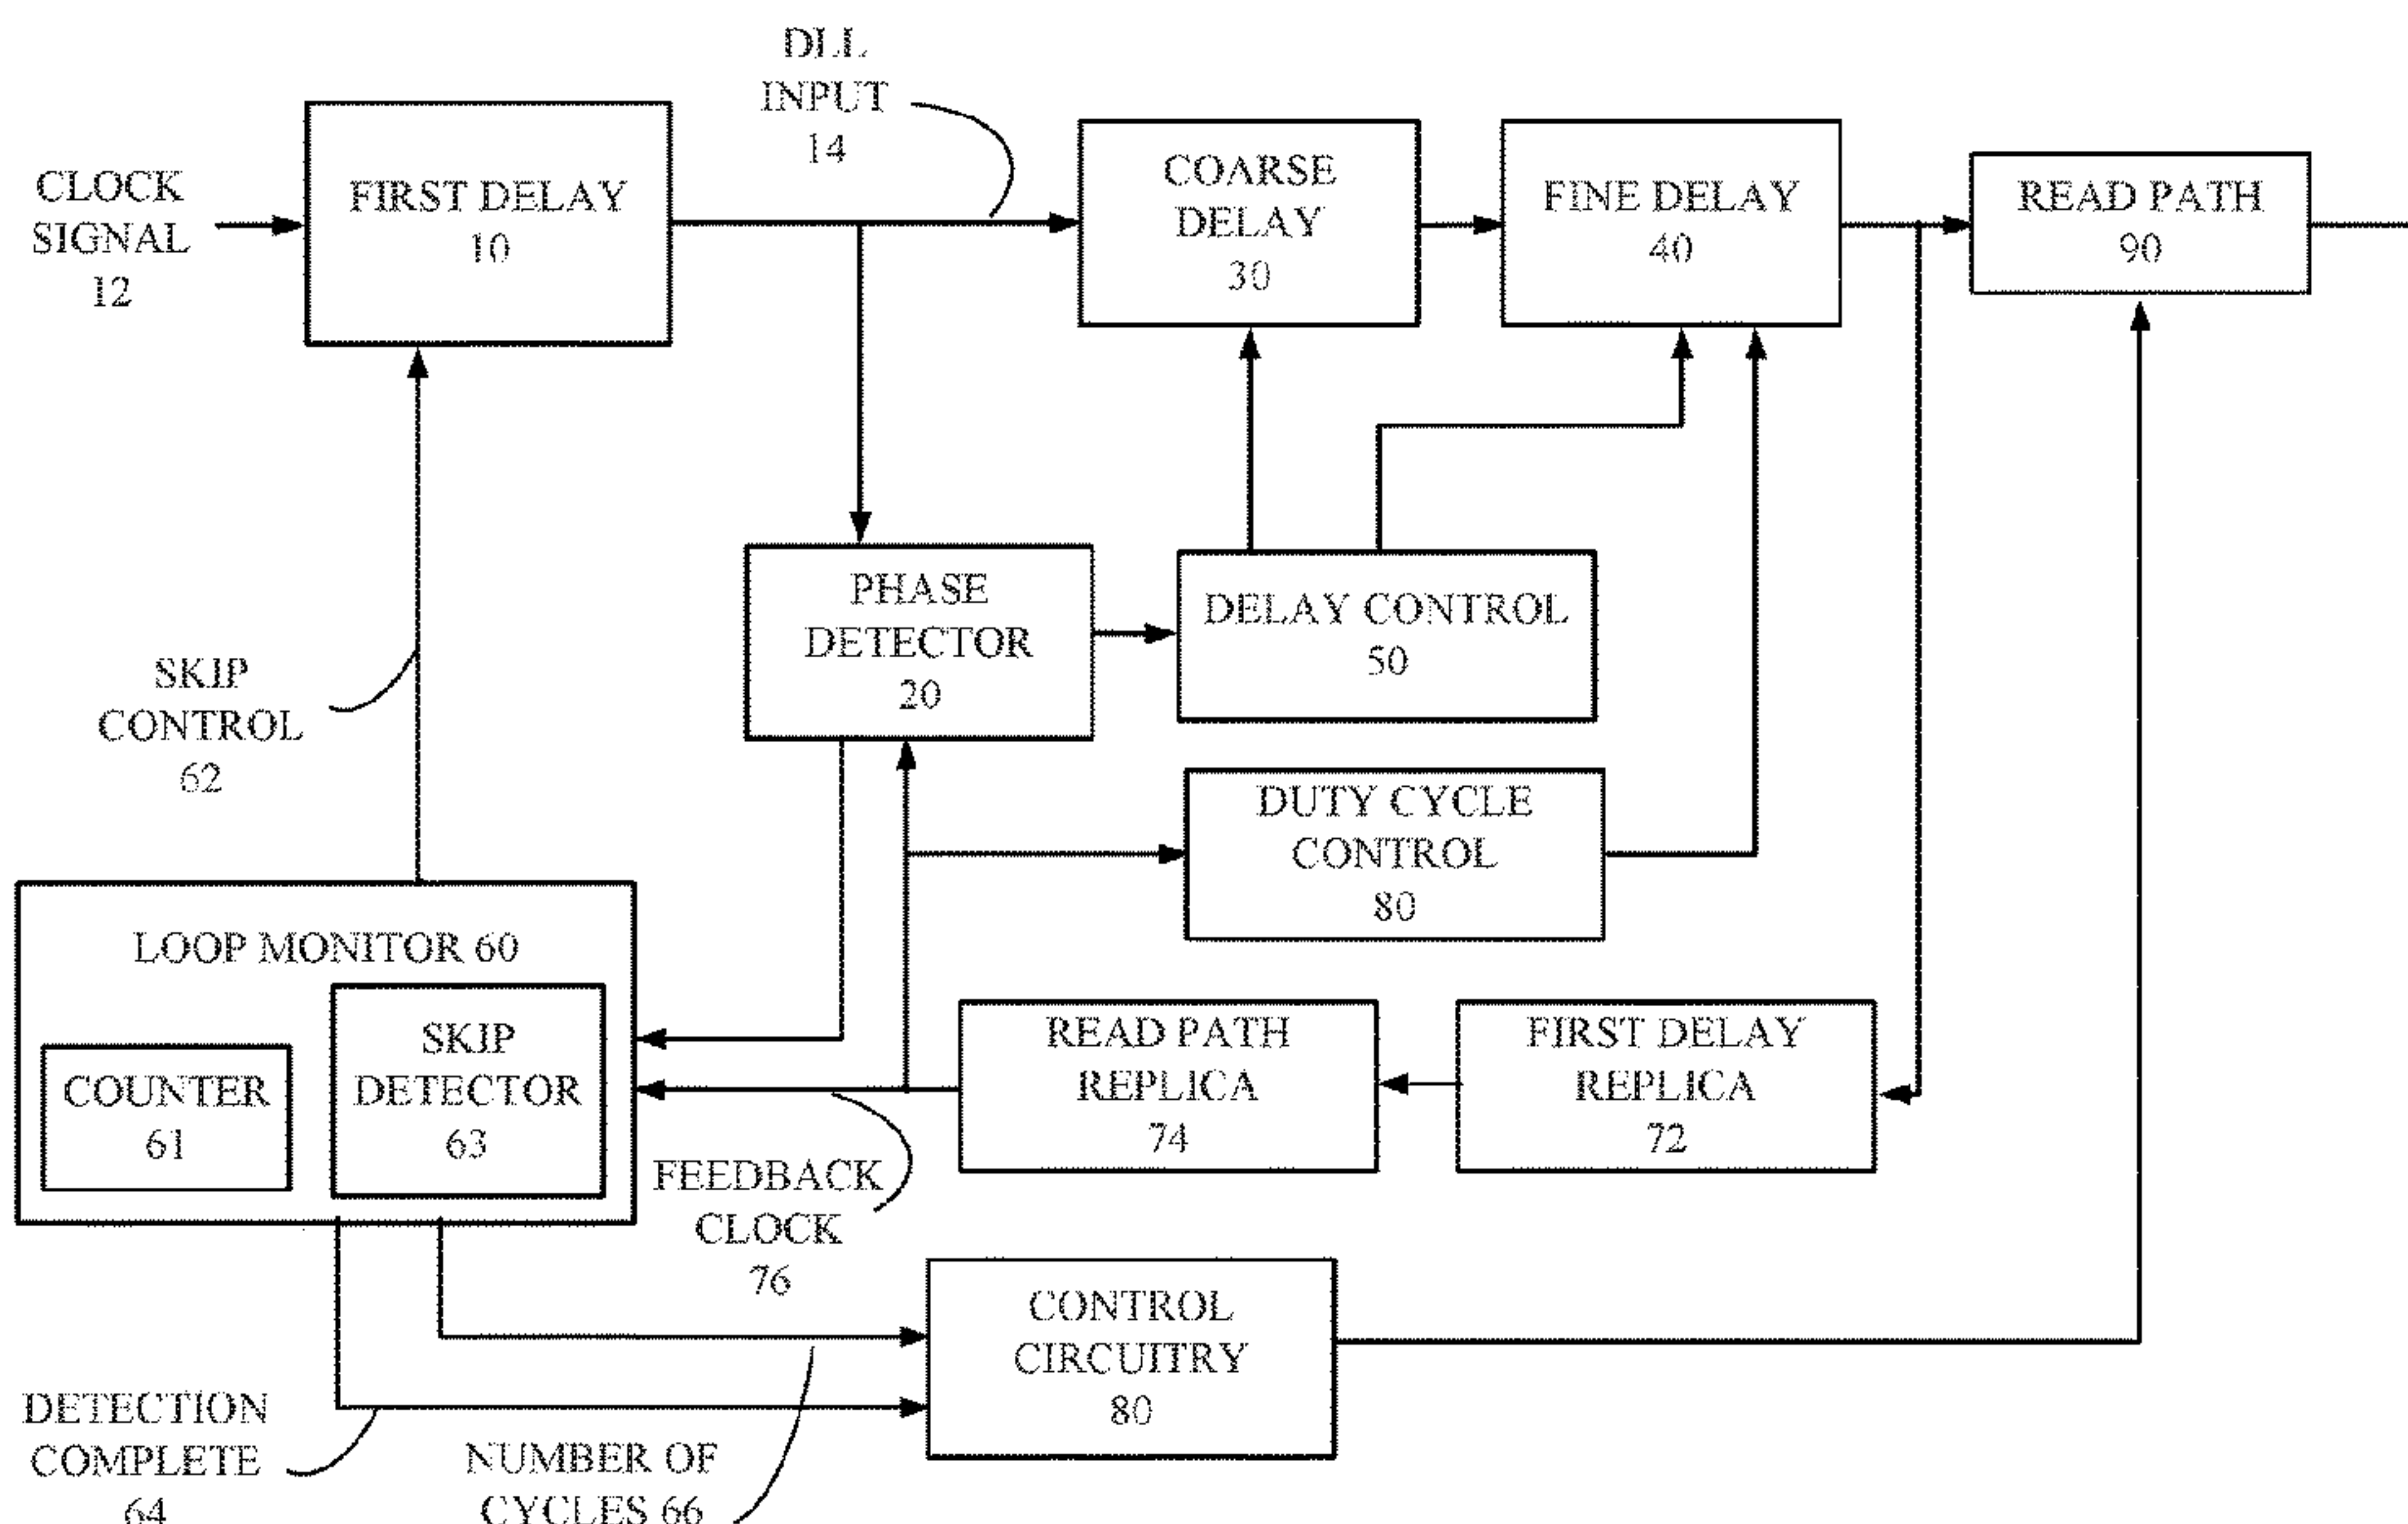 DLL
INPUT
14
CLOCK
SIGNAL
12
FIRST DELAY
10
COARSE
DELAY
30
FINE DELAY
40
READ PATH
90
PHASE
DETECTOR
20
DELAY CONTROL
50
SKIP
CONTROL
62
DUTY CYCLE
CONTROL
80
LOOP MONITOR 60
COUNTER
61
SKIP
DETECTOR
63
READ PATH
REPLICA
74
FIRST DELAY
REPLICA
72
FEEDBACK
CLOCK
76
CONTROL
CIRCUITRY
80
DETECTION
COMPLETE
64
NUMBER OF
CYCLES 66